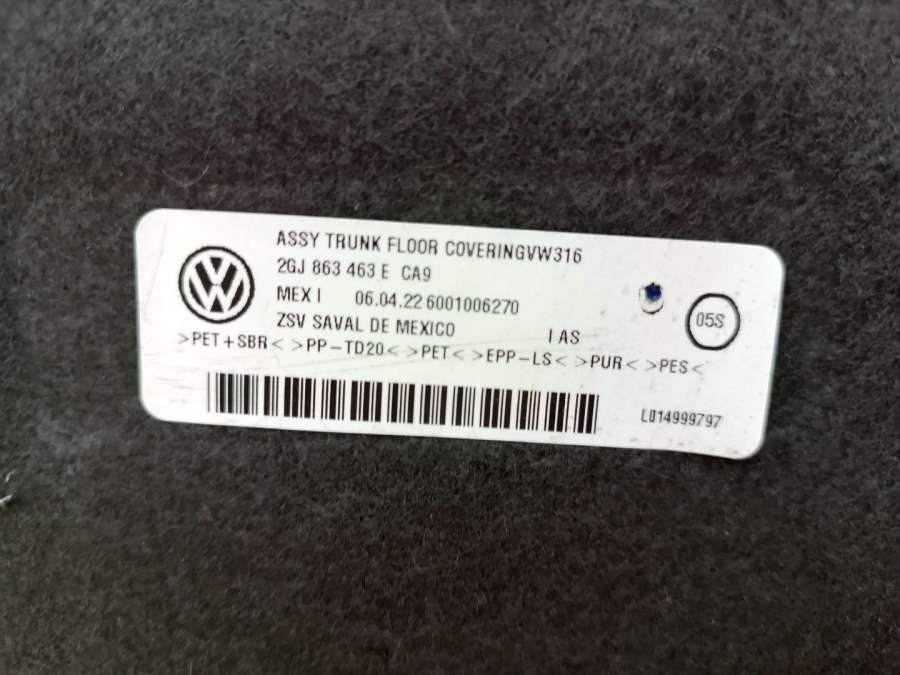 ASSY TRUNK FLOOR COVERINGVW316
2GJ 863 463 E CA9
MEX I 06.04.22 6001006270
ZSV SAVAL DE MEXICO I AS
05S
>PET+SBR< >PP-TD20< >PET< >EPP-LS< >PUR< >PES<
L014999797